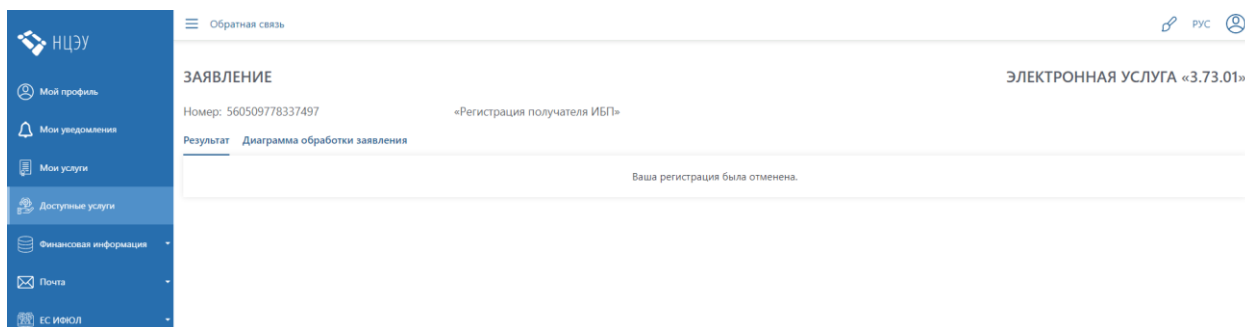 НЦЭУ
Обратная связь
РУС
Мой профиль
Мои уведомления
Мои услуги
Доступные услуги
Финансовая информация
Почта
ЕС ИФЮЛ
ЗАЯВЛЕНИЕ
ЭЛЕКТРОННАЯ УСЛУГА «3.73.01»
Номер: 560509778337497
«Регистрация получателя ИБП»
Результат Диаграмма обработки заявления
Ваша регистрация была отменена.